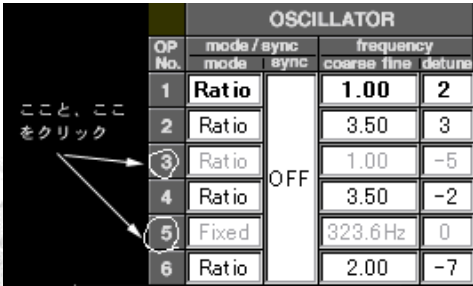 OSCILLATOR
OP No. mode / sync frequency
mode sync coarse fine detune
1 Ratio 1.00 2
2 Ratio 3.50 3
ここと、ここ
をクリック
3 Ratio 1.00 -5
OFF
4 Ratio 3.50 -2
5 Fixed 323.6Hz 0
6 Ratio 2.00 -7